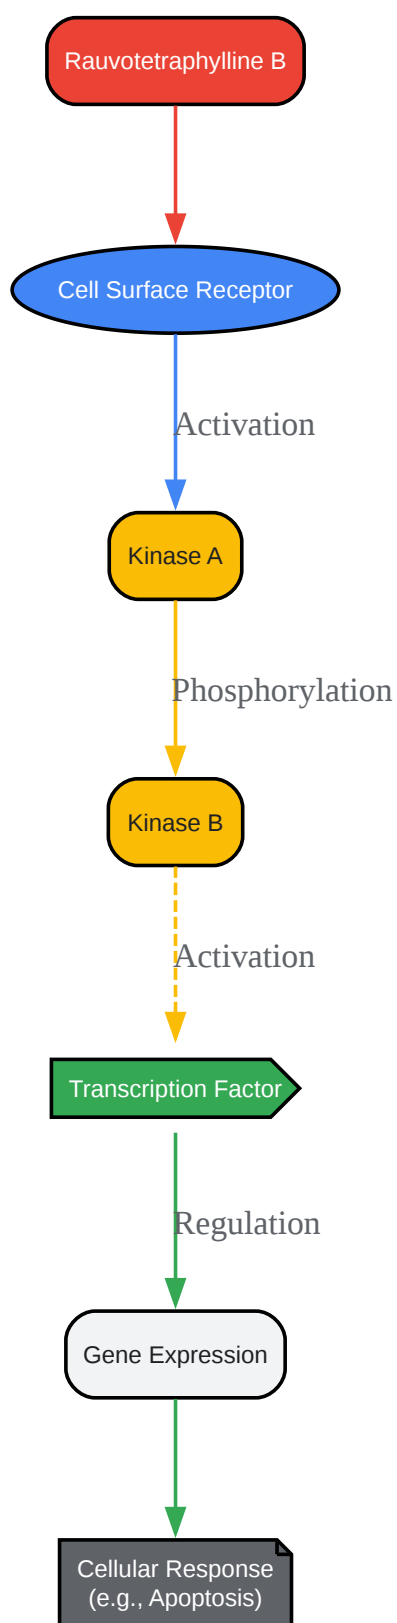 Rauvotetraphylline B
Cell Surface Receptor
Activation
Kinase A
Phosphorylation
Kinase B
Activation
Transcription Factor
Regulation
Gene Expression
Cellular Response
(e.g., Apoptosis)